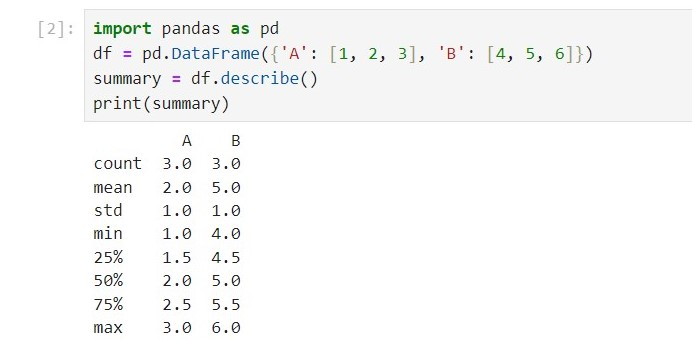 [2]: import pandas as pd
df = pd.DataFrame({'A': [1, 2, 3], 'B': [4, 5, 6]})
summary = df.describe()
print(summary)
A B
count 3.0 3.0
mean 2.0 5.0
std 1.0 1.0
min 1.0 4.0
25% 1.5 4.5
50% 2.0 5.0
75% 2.5 5.5
max 3.0 6.0